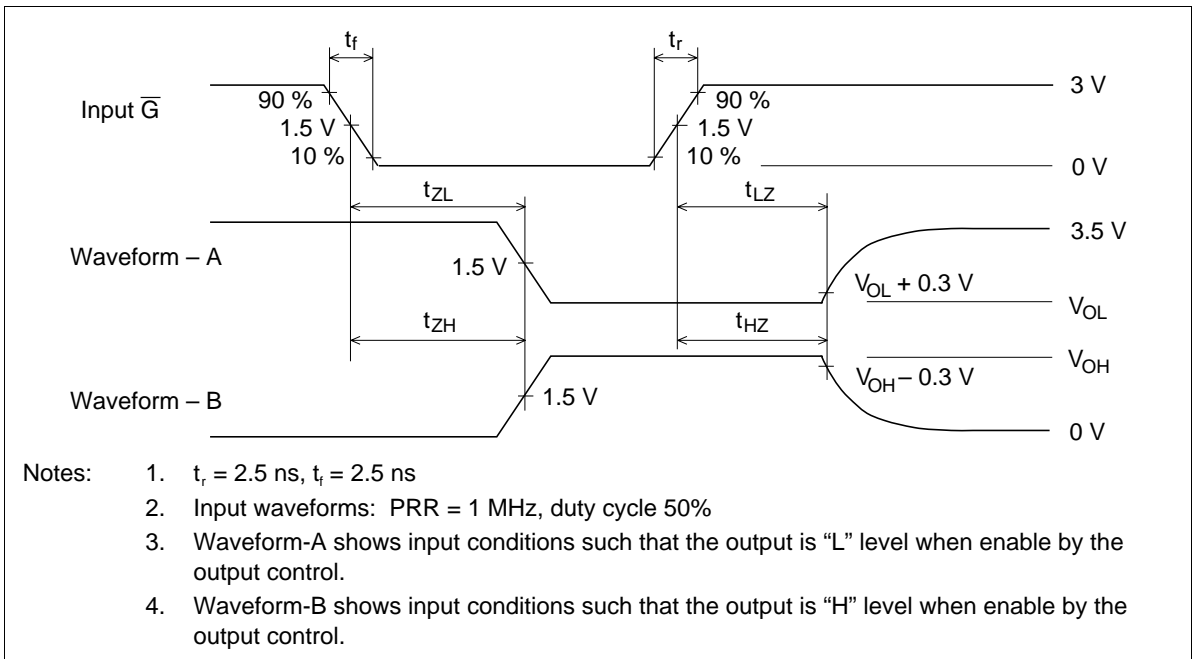 tf tr
Input G̅
90 %
1.5 V
10 %
90 %
1.5 V
10 %
3 V
0 V
tZL tLZ
Waveform – A
1.5 V
3.5 V
VOL + 0.3 V
VOL
tZH tHZ
VOH
VOH – 0.3 V
Waveform – B
1.5 V
0 V
Notes: 1. tr = 2.5 ns, tf = 2.5 ns
2. Input waveforms: PRR = 1 MHz, duty cycle 50%
3. Waveform-A shows input conditions such that the output is “L” level when enable by the
output control.
4. Waveform-B shows input conditions such that the output is “H” level when enable by the
output control.